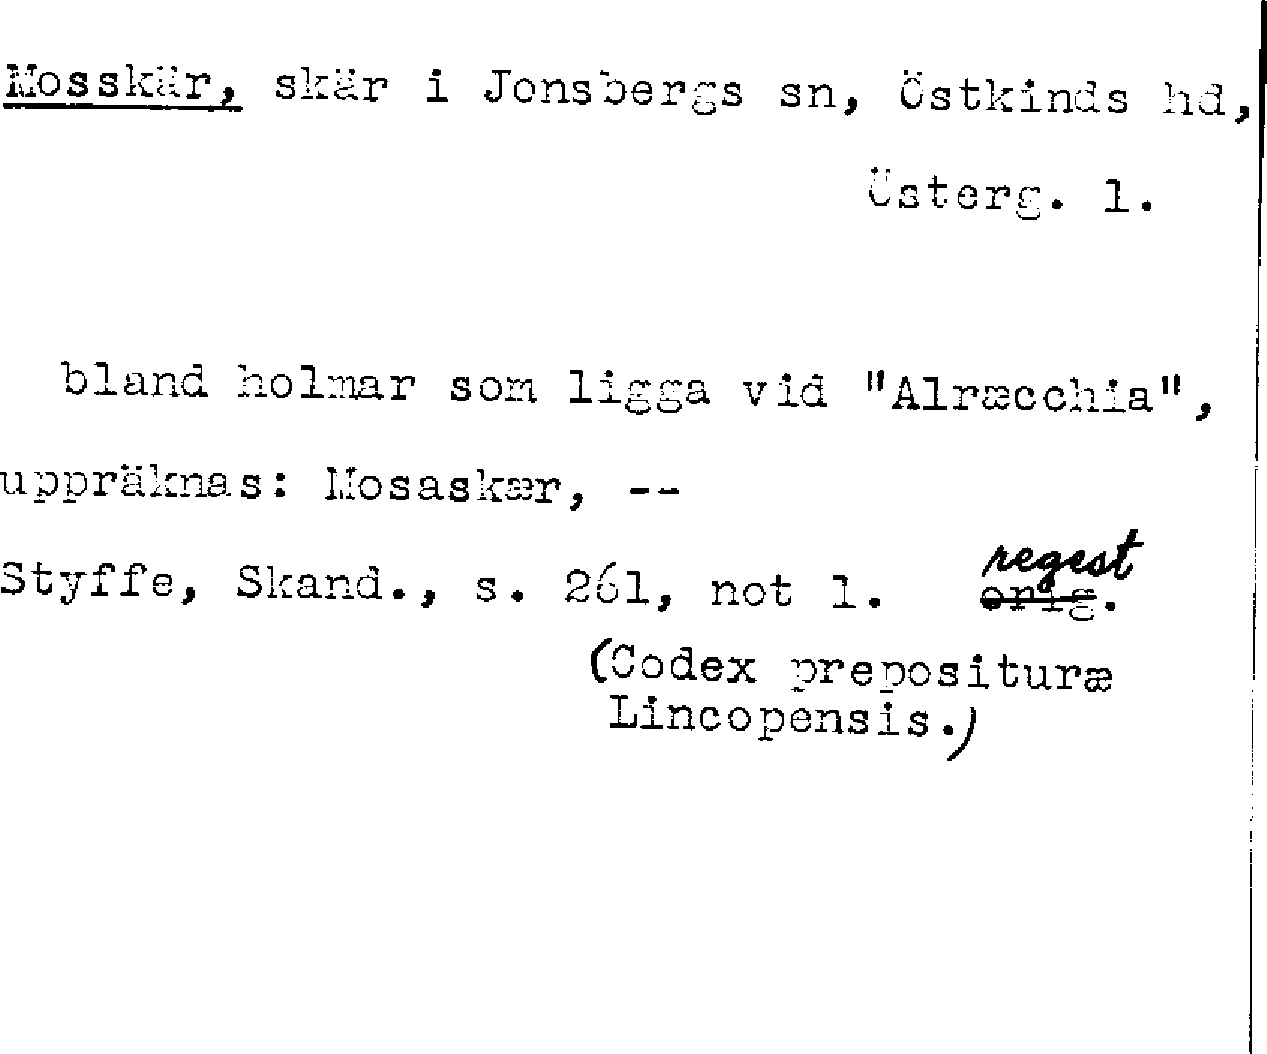 Mosskär, skär i Jonsbergs sn, Östkinds hd,
Österg. l.
bland holmar som ligga vid "Alræcchia",
uppräknas: Mosaskær, --
Styffe, Skand., s. 261, not 1. regest
orig.
(Codex prepositуræ
Lincopensis.)